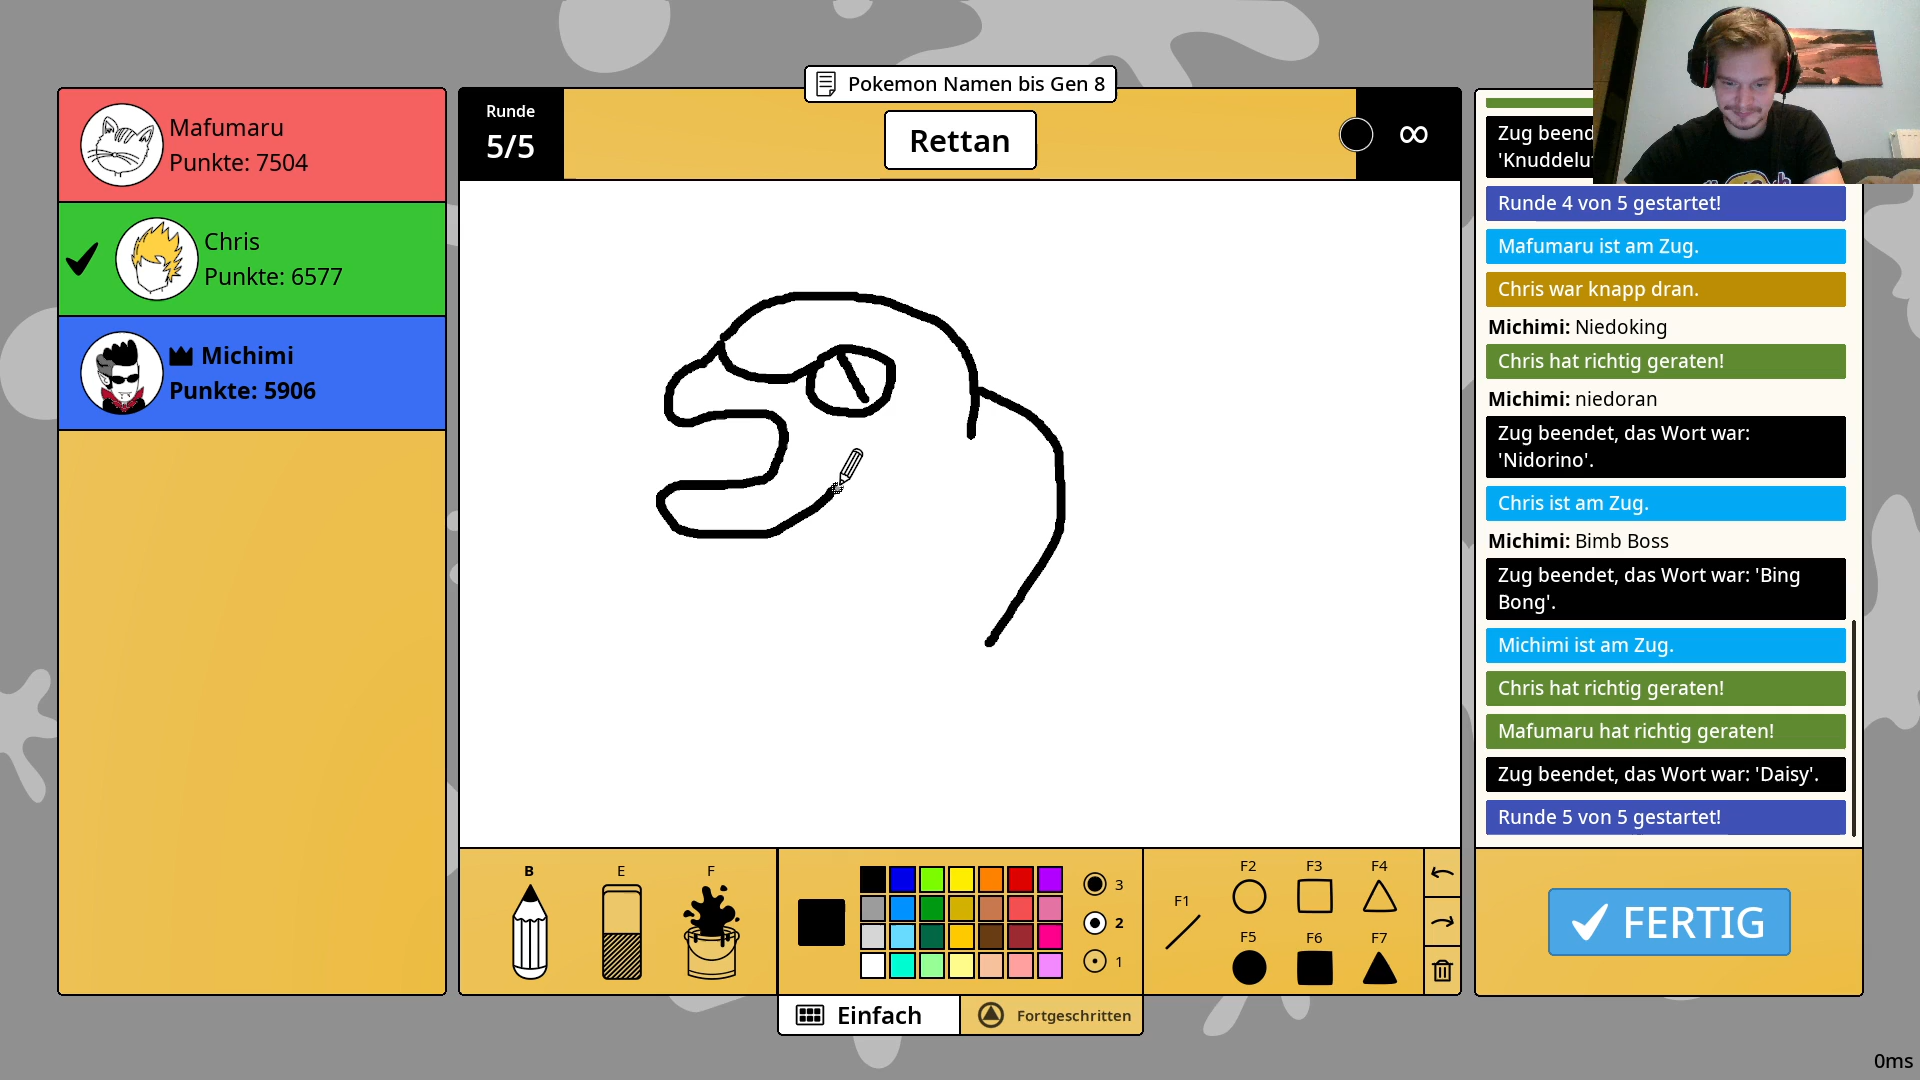 Pokemon Namen bis Gen 8
Mafumaru
Punkte: 7504
Chris
Punkte: 6577
Michimi
Punkte: 5906
Runde
5/5
Rettan
∞
Zug beend
'Knuddelu
Runde 4 von 5 gestartet!
Mafumaru ist am Zug.
Chris war knapp dran.
Michimi: Niedoking
Chris hat richtig geraten!
Michimi: niedoran
Zug beendet, das Wort war:
'Nidorino'.
Chris ist am Zug.
Michimi: Bimb Boss
Zug beendet, das Wort war: 'Bing
Bong'.
Michimi ist am Zug.
Chris hat richtig geraten!
Mafumaru hat richtig geraten!
Zug beendet, das Wort war: 'Daisy'.
Runde 5 von 5 gestartet!
B
E
F
3
2
1
F1
F2
F3
F4
F5
F6
F7
FERTIG
Einfach
Fortgeschritten
0ms